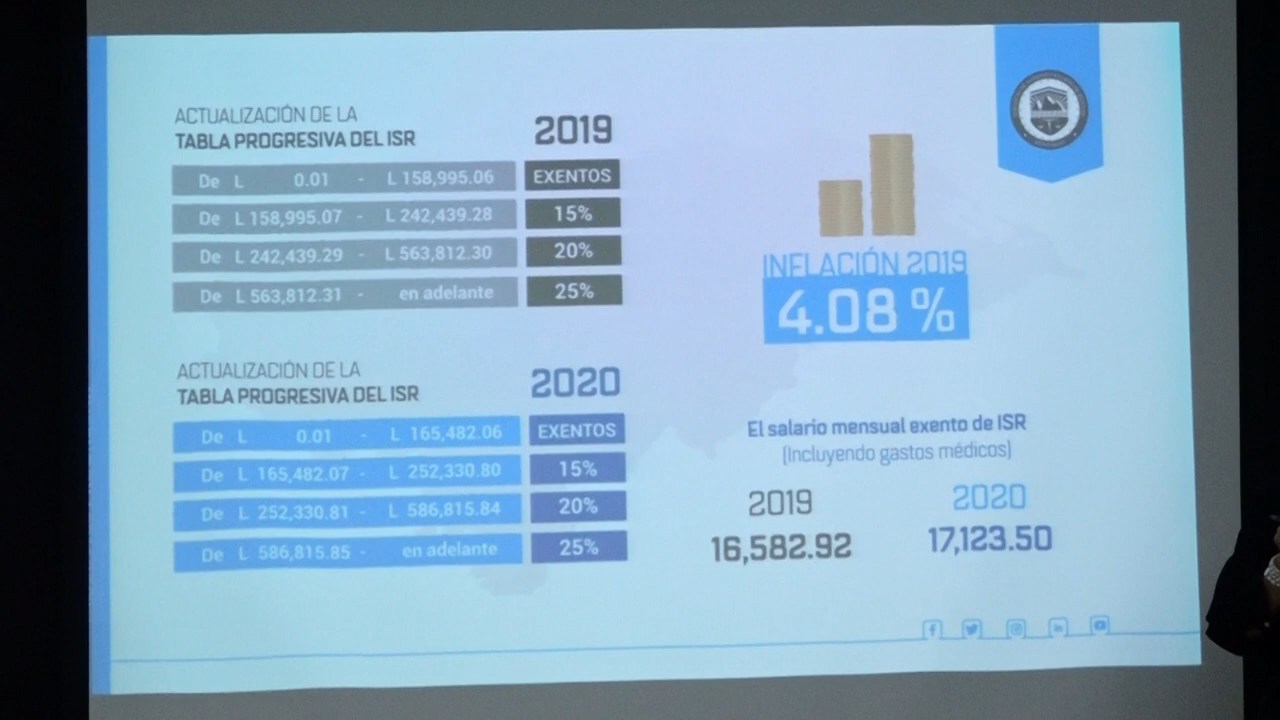 ACTUALIZACIÓN DE LA
TABLA PROGRESIVA DEL ISR 2019
De L 0.01 - L 158,995.06 EXENTOS
De L 158,995.07 - L 242,439.28 15%
De L 242,439.29 - L 563,812.30 20%
De L 563,812.31 - en adelante 25%
ACTUALIZACIÓN DE LA
TABLA PROGRESIVA DEL ISR 2020
De L 0.01 - L 165,482.06 EXENTOS
De L 165,482.07 - L 252,330.80 15%
De L 252,330.81 - L 586,815.84 20%
De L 586,815.85 - en adelante 25%
INFLACIÓN 2019
4.08 %
El salario mensual exento de ISR
(Incluyendo gastos médicos)
2019 2020
16,582.92 17,123.50